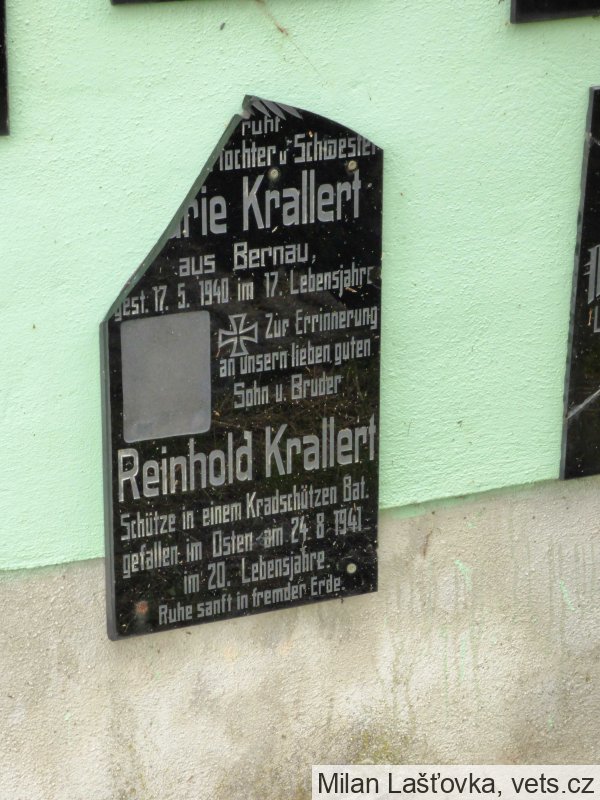 ruht
Tochter u Schwester
arie Krallert
aus Bernau,
gest. 17. 5. 1940 im 17. Lebensjahre
Zur Errinnerung
an unsern lieben, guten
Sohn u. Bruder
Reinhold Krallert
Schütze in einem Kradschützen Bat.
gefallen im Osten am 24. 8. 1941
im 20. Lebensjahre.
Ruhe sanft in fremder Erde.
Milan Lašťovka, vets.cz